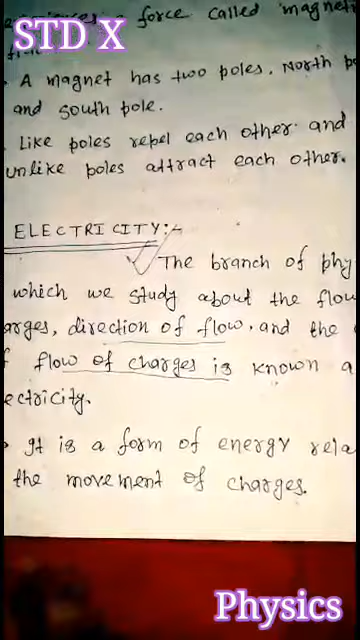 a force called magnet
STD X
A magnet has two poles, North p
and south pole.
Like poles repel each other and
unlike poles attract each other.
ELECTRICITY:-
The branch of phy
which we study about the flow
arges, direction of flow, and the
f flow of charges is known a
ectricity.
It is a form of energy rela
the movement of charges.
Physics